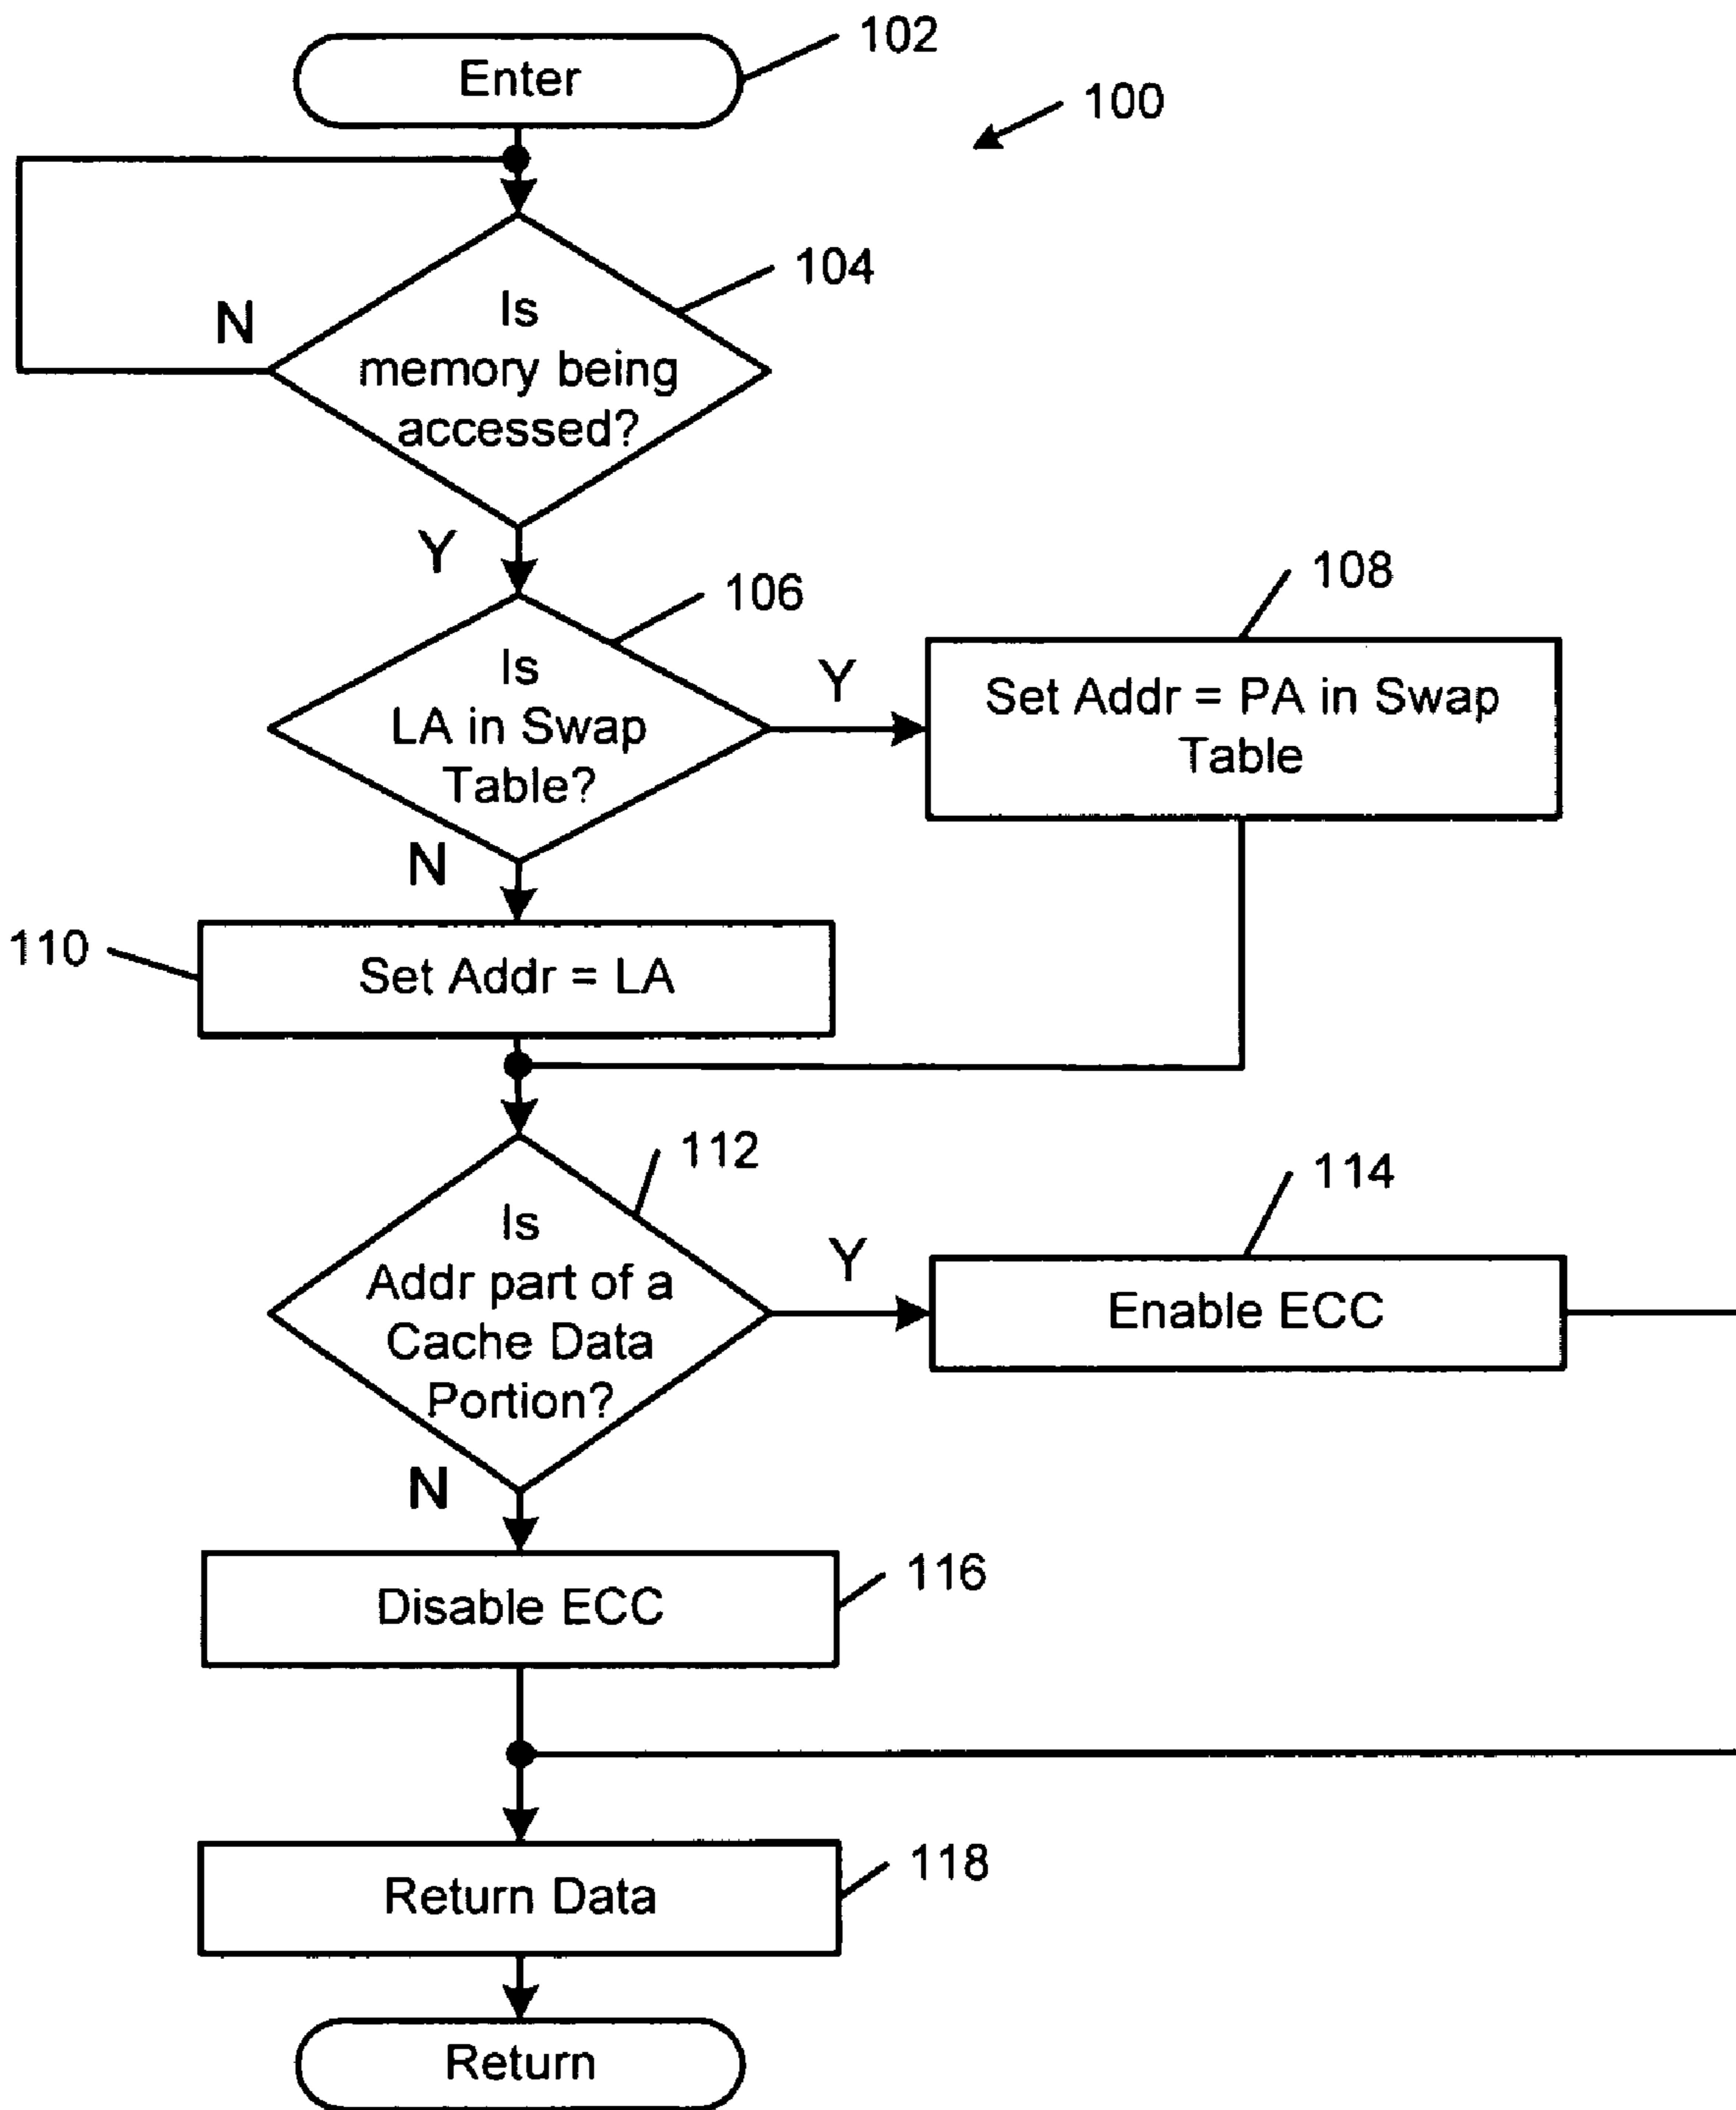 Enter
102
100
Is
memory being
accessed?
104
N
Y
Is
LA in Swap
Table?
106
Y
Set Addr = PA in Swap
Table
108
N
110
Set Addr = LA
112
Is
Addr part of a
Cache Data
Portion?
Y
114
Enable ECC
N
Disable ECC
116
Return Data
118
Return